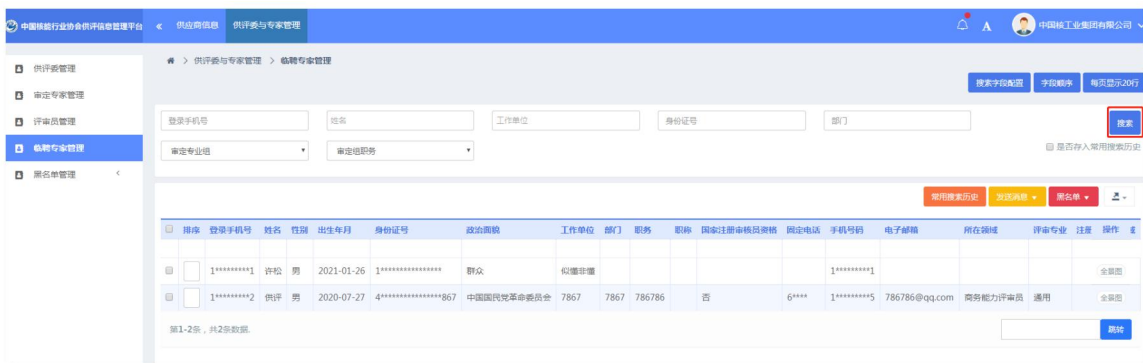 中国核能行业协会供评信息管理平台 « 供应商信息 供评委与专家管理 A 中国核工业集团有限公司
供评委管理
审定专家管理
评审员管理
临聘专家管理
黑名单管理
> 供评委与专家管理 > 临聘专家管理
搜索字段配置 字段顺序 每页显示20行
登录手机号 姓名 工作单位 身份证号 部门 搜索
审定专业组 审定组职务 是否存入常用搜索历史
常用搜索历史 发送消息 黑名单
排序 登录手机号 姓名 性别 出生年月 身份证号 政治面貌 工作单位 部门 职务 职称 国家注册审核员资格 固定电话 手机号码 电子邮箱 所在领域 评审专业 注册 操作
1*********1 许松 男 2021-01-26 1**************** 群众 似懂非懂 1*********1 全景图
1*********2 供评 男 2020-07-27 4****************867 中国国民党革命委员会 7867 7867 786786 否 6**** 1*********5 786786@qq.com 商务能力评审员 通用 全景图
第1-2条，共2条数据. 跳转